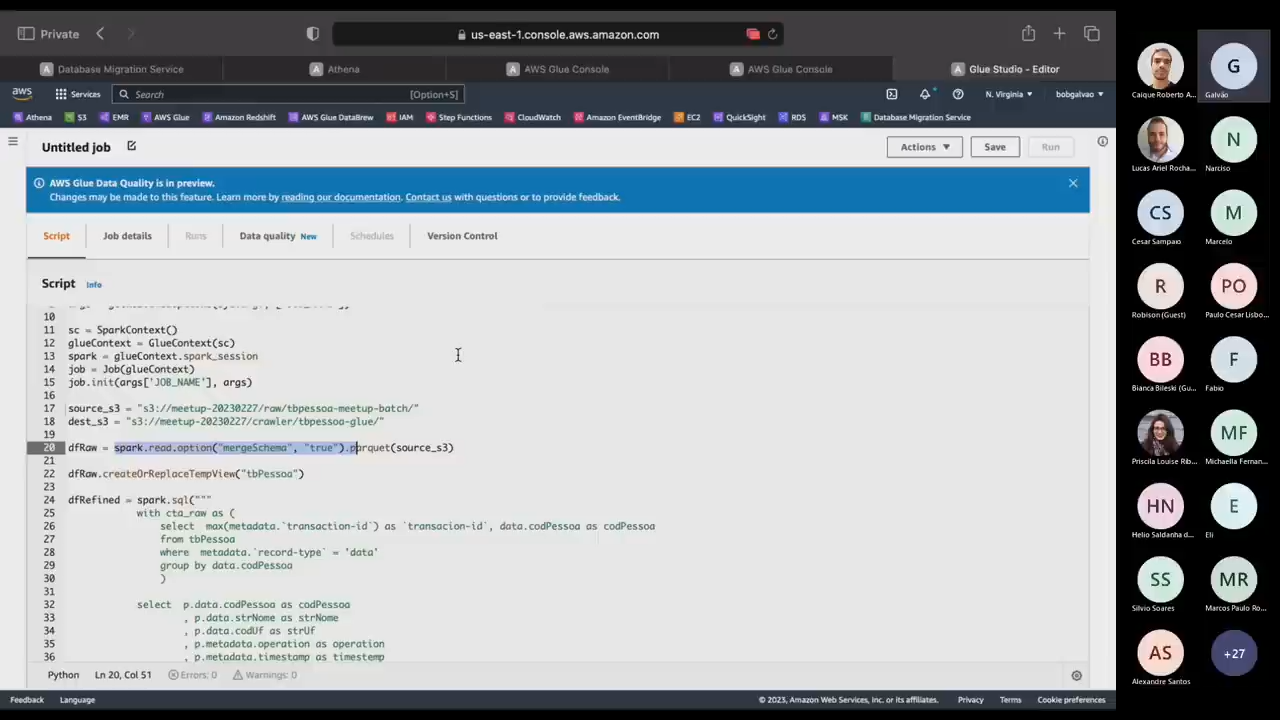 Private
us-east-1.console.aws.amazon.com
Database Migration Service
Athena
AWS Glue Console
AWS Glue Console
Glue Studio - Editor
aws
Services
Search
[Option+S]
N. Virginia
bobgalvao
Athena
S3
EMR
AWS Glue
Amazon Redshift
AWS Glue DataBrew
IAM
Step Functions
CloudWatch
Amazon EventBridge
EC2
QuickSight
RDS
MSK
Database Migration Service
Untitled job
Actions
Save
Run
AWS Glue Data Quality is in preview.
Changes may be made to this feature. Learn more by reading our documentation. Contact us with questions or to provide feedback.
Script
Job details
Runs
Data quality New
Schedules
Version Control
Script Info
10
11 sc = SparkContext()
12 glueContext = GlueContext(sc)
13 spark = glueContext.spark_session
14 job = Job(glueContext)
15 job.init(args['JOB_NAME'], args)
16
17 source_s3 = "s3://meetup-20230227/raw/tbpessoa-meetup-batch/"
18 dest_s3 = "s3://meetup-20230227/crawler/tbpessoa-glue/"
19
20 dfRaw = spark.read.option("mergeSchema", "true").parquet(source_s3)
21
22 dfRaw.createOrReplaceTempView("tbPessoa")
23
24 dfRefined = spark.sql("""
25 with cta_raw as (
26 select max(metadata.`transaction-id`) as `transacion-id`, data.codPessoa as codPessoa
27 from tbPessoa
28 where metadata.`record-type` = 'data'
29 group by data.codPessoa
30 )
31
32 select p.data.codPessoa as codPessoa
33 , p.data.strNome as strNome
34 , p.data.codUf as strUf
35 , p.metadata.operation as operation
36 , p.metadata.timestamp as timestemp
Python
Ln 20, Col 51
Errors: 0
Warnings: 0
Feedback
Language
© 2023, Amazon Web Services, Inc. or its affiliates.
Privacy
Terms
Cookie preferences
Caique Roberto A...
G
Galvão
Lucas Ariel Rocha...
N
Narciso
CS
Cesar Sampaio
M
Marcelo
R
Robison (Guest)
PO
Paulo Cesar Lisbo...
BB
Bianca Bileski (Gu...
F
Fabio
Priscila Louise Rib...
MF
Michaella Fernan...
HN
Helio Saldanha d...
E
Eli
SS
Silvio Soares
MR
Marcos Paulo Ro...
AS
Alexandre Santos
+27